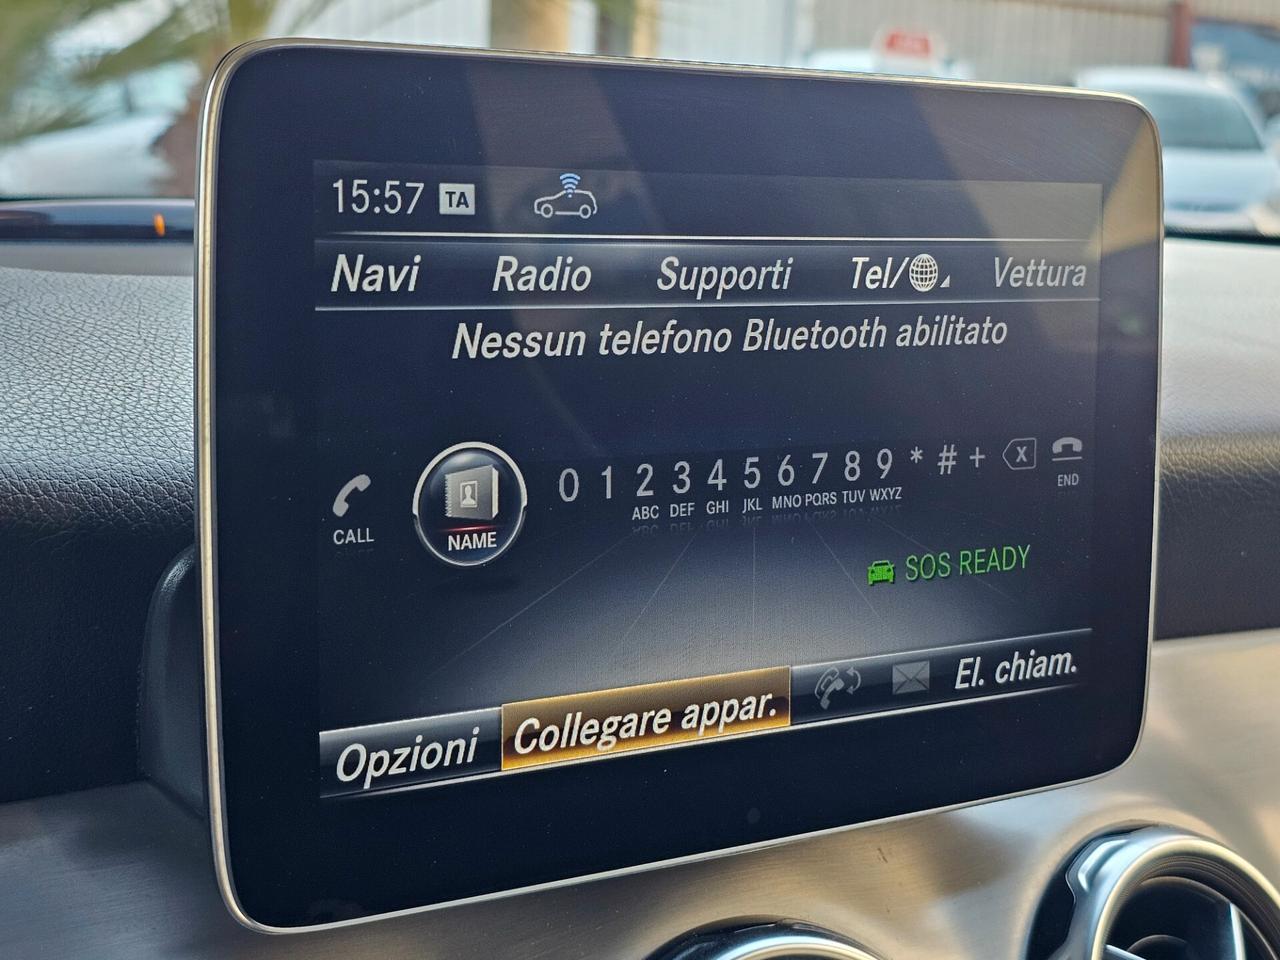 15:57 TA
Navi Radio Supporti Tel/ Vettura
Nessun telefono Bluetooth abilitato
CALL NAME 0 1 2 3 4 5 6 7 8 9 * # + X END
ABC DEF GHI JKL MNO PQRS TUV WXYZ
SOS READY
Opzioni Collegare appar. El. chiam.